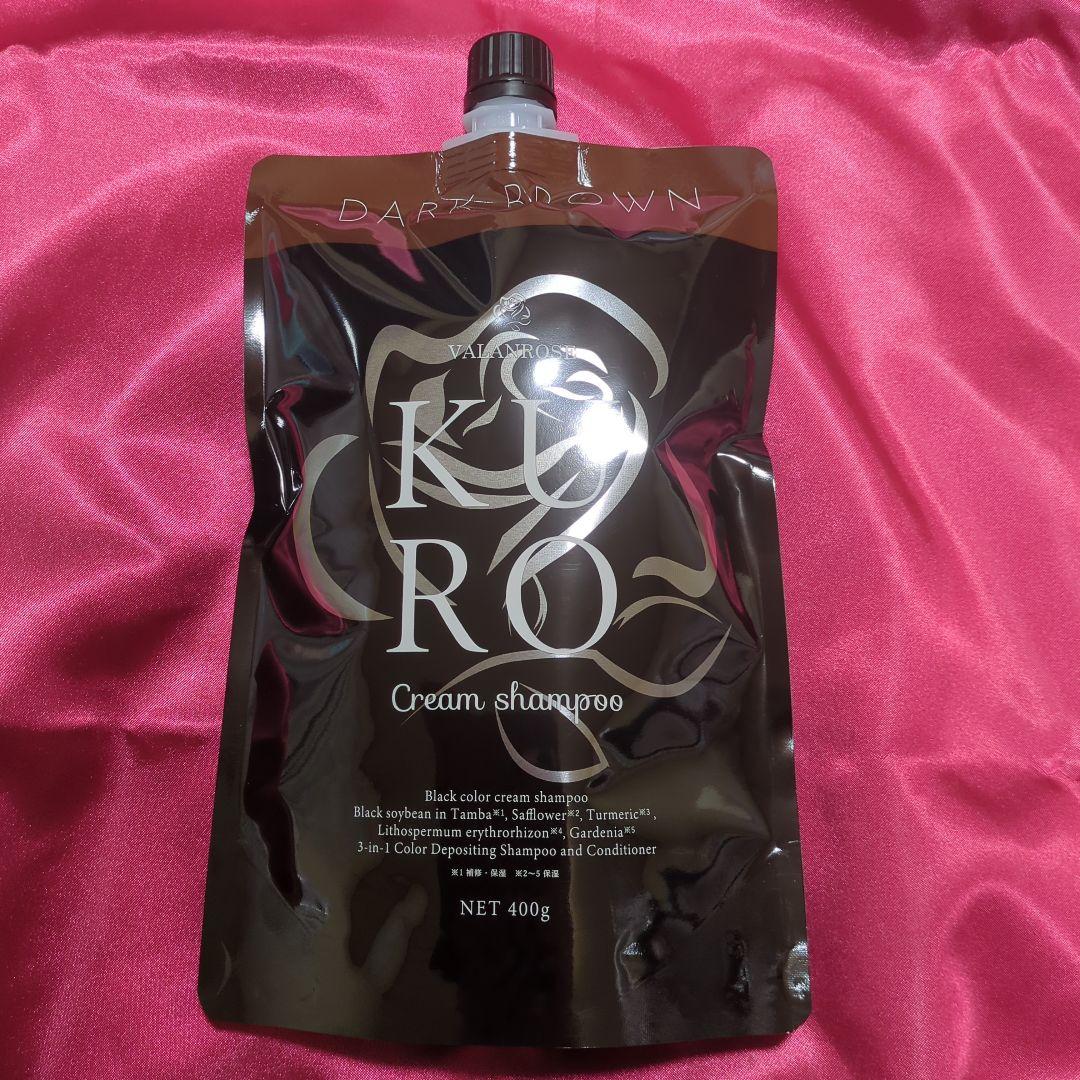 DARK BROWN
VALANROSE
KU
RO
Cream shampoo
Black color cream shampoo
Black soybean in Tamba※1, Safflower※2, Turmeric※3,
Lithospermum erythrorhizon※4, Gardenia※5
3-in-1 Color Depositing Shampoo and Conditioner
※1 補修・保湿 ※2～5 保湿
NET 400g